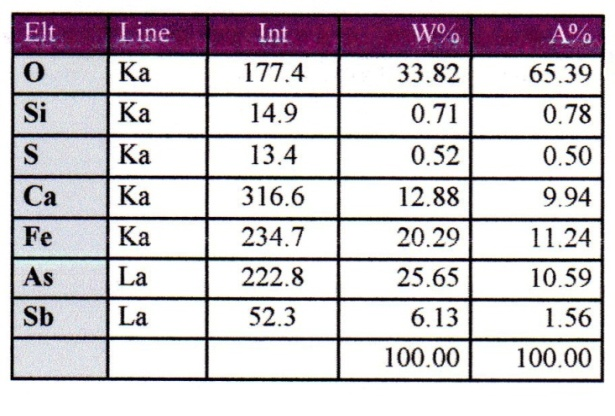 Elt Line Int W% A%
O Ka 177.4 33.82 65.39
Si Ka 14.9 0.71 0.78
S Ka 13.4 0.52 0.50
Ca Ka 316.6 12.88 9.94
Fe Ka 234.7 20.29 11.24
As La 222.8 25.65 10.59
Sb La 52.3 6.13 1.56
100.00 100.00